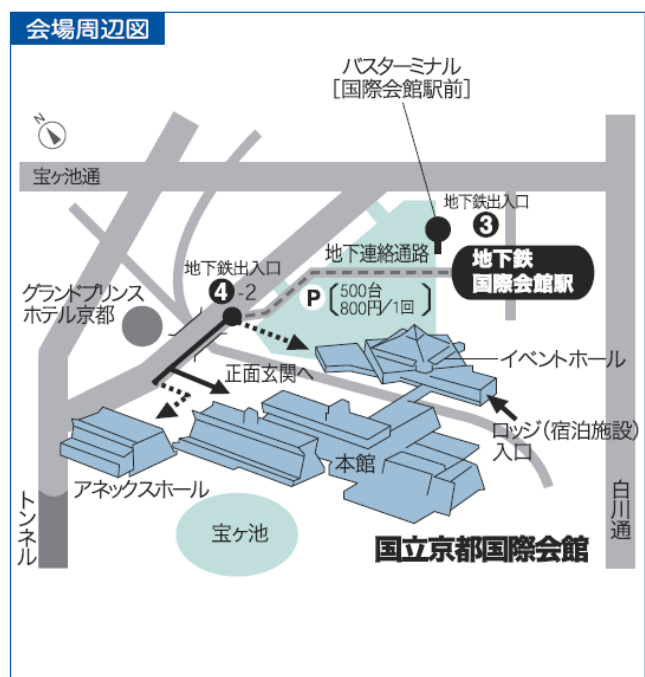 会場周辺図
バスターミナル
[国際会館駅前]
N
宝ヶ池通
地下鉄出入口
❸
地下連絡通路
地下鉄
国際会館駅
地下鉄出入口
❹-2
グランドプリンス
ホテル京都
P
500台
800円/1回
正面玄関へ
イベントホール
ロッジ(宿泊施設)
入口
本館
アネックスホール
トンネル
宝ヶ池
白川通
国立京都国際会館